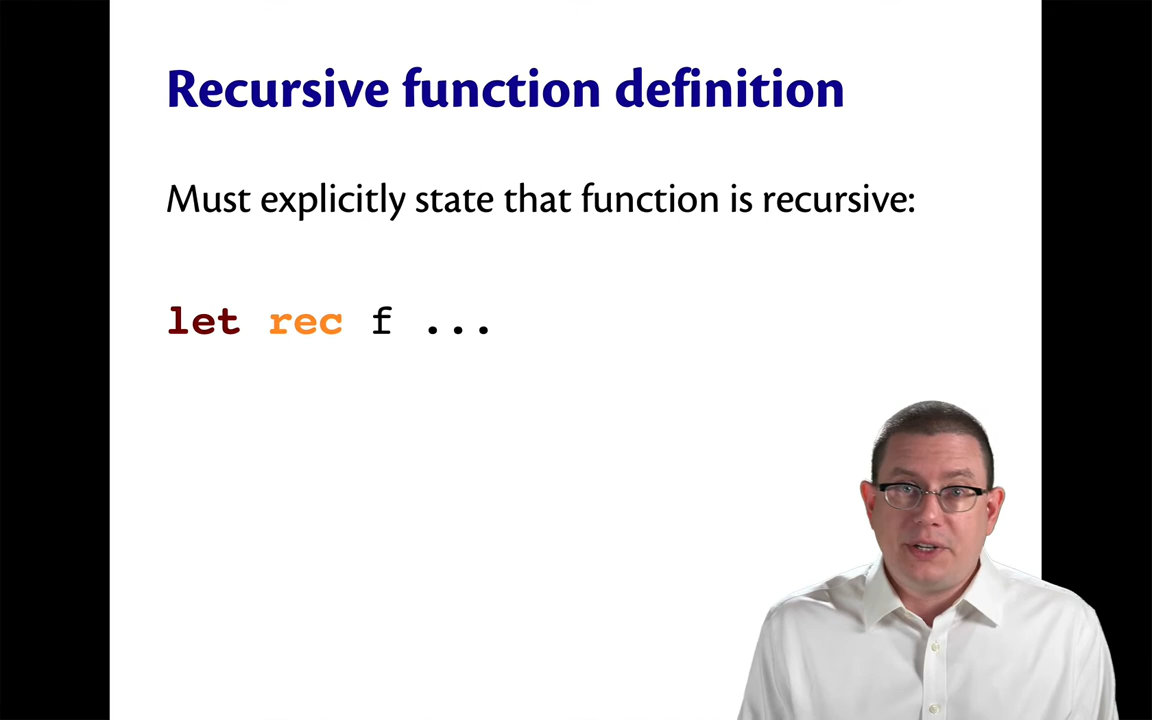 Recursive function definition
Must explicitly state that function is recursive:
let rec f ...